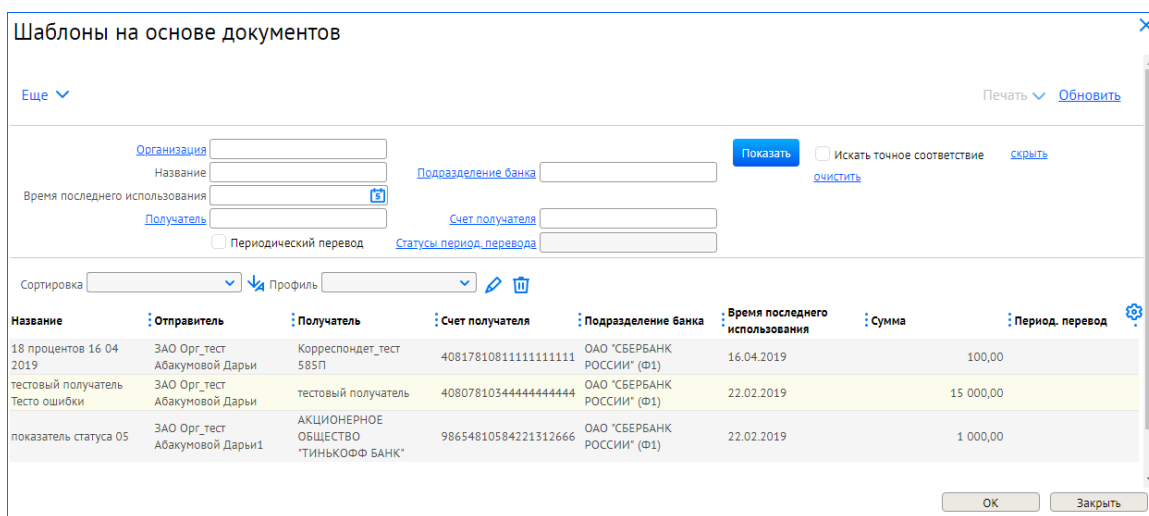 Шаблоны на основе документов
Еще
Печать Обновить
Организация
Показать Искать точное соответствие скрыть
Название Подразделение банка
очистить
Время последнего использования 5
Получатель Счет получателя
Периодический перевод Статусы период. перевода
Сортировка Профиль
Название Отправитель Получатель Счет получателя Подразделение банка Время последнего Сумма Период. перевод
использования
18 процентов 16 04 ЗАО Орг_тест Корреспондет_тест 40817810811111111111 ОАО "СБЕРБАНК 16.04.2019 100,00
2019 Абакумовой Дарьи 585П РОССИИ" (Ф1)
тестовый получатель ЗАО Орг_тест тестовый получатель 40807810344444444444 ОАО "СБЕРБАНК 22.02.2019 15 000,00
Тесто ошибки Абакумовой Дарьи РОССИИ" (Ф1)
показатель статуса 05 ЗАО Орг_тест АКЦИОНЕРНОЕ 98654810584221312666 ОАО "СБЕРБАНК 22.02.2019 1 000,00
Абакумовой Дарьи1 ОБЩЕСТВО РОССИИ" (Ф1)
"ТИНЬКОФФ БАНК"
ОК Закрыть